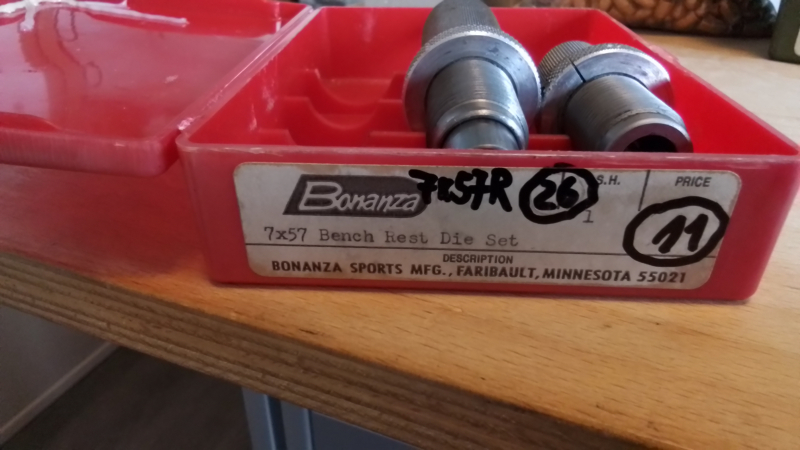 Bonanza 7x57R 26 S.H. PRICE
1 11
7x57 Bench Rest Die Set
DESCRIPTION
BONANZA SPORTS MFG., FARIBAULT, MINNESOTA 55021